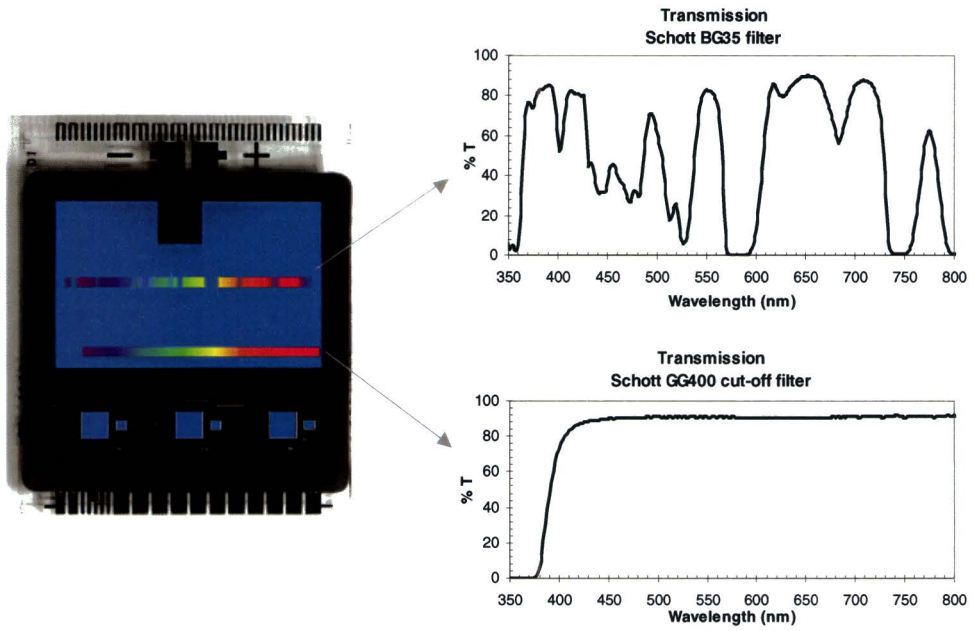 Transmission
Schott BG35 filter
100
80
60
40
20
0
% T
350 400 450 500 550 600 650 700 750 800
Wavelength (nm)
Transmission
Schott GG400 cut-off filter
100
80
60
40
20
0
% T
350 400 450 500 550 600 650 700 750 800
Wavelength (nm)
− +